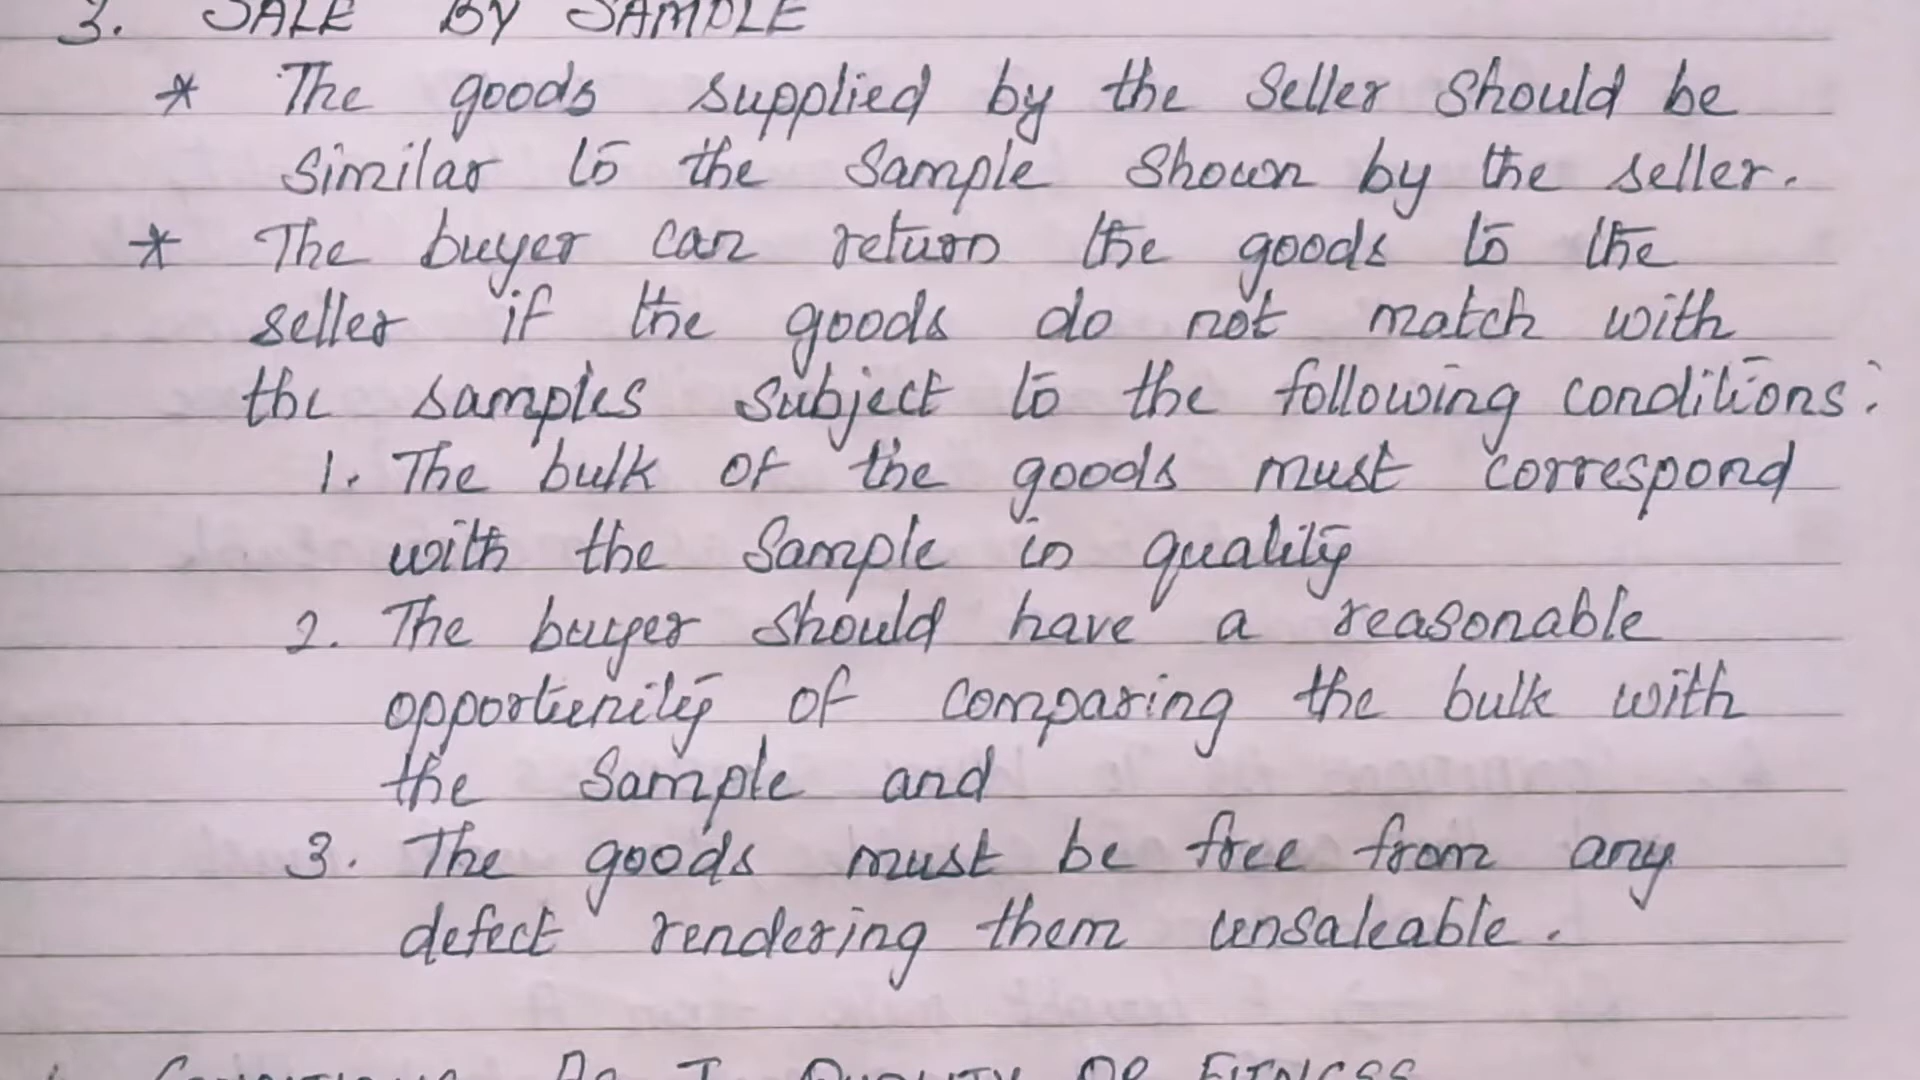 3. SALE BY SAMPLE
* The goods supplied by the seller should be
similar to the sample shown by the seller.
* The buyer can return the goods to the
seller if the goods do not match with
the samples subject to the following conditions:
1. The bulk of the goods must correspond
with the sample in quality
2. The buyer should have a reasonable
opportunity of comparing the bulk with
the sample and
3. The goods must be free from any
defect rendering them unsaleable.
QUALITY OR FITNESS